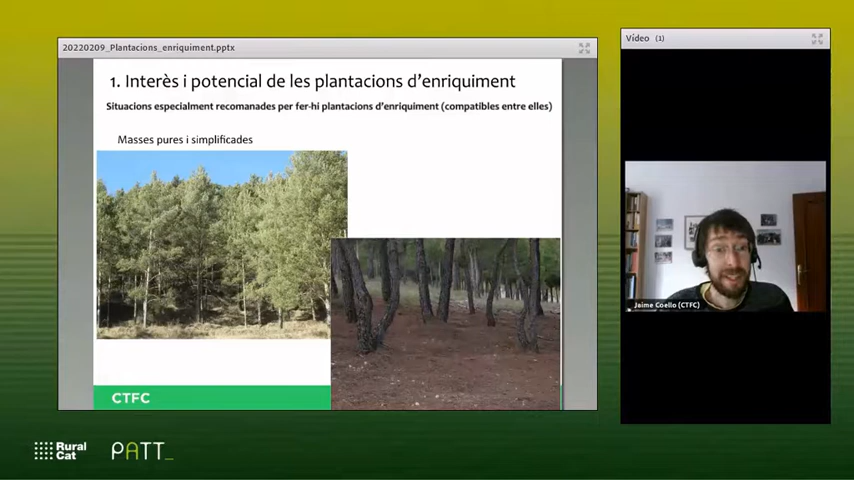 20220209_Plantacions_enriquiment.pptx
1. Interès i potencial de les plantacions d'enriquiment
Situacions especialment recomanades per fer-hi plantacions d'enriquiment (compatibles entre elles)
Masses pures i simplificades
CTFC
Vídeo (1)
Jaime Coello (CTFC)
Rural
Cat
PATT_